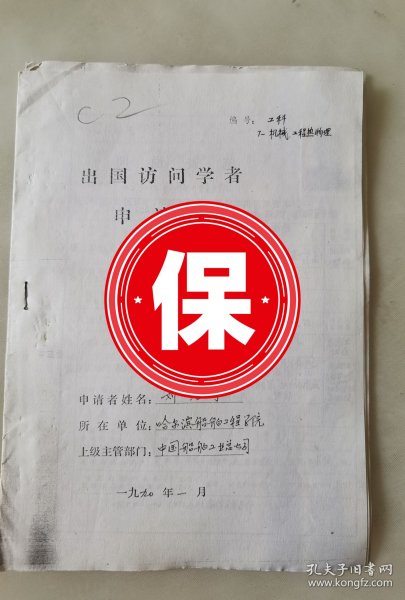 C2
编号：工科
7- 机械 工程热物理
出国访问学者
申
保
申请者姓名：刘
所在单位：哈尔滨船舶工程学院
上级主管部门：中国船舶工业总公司
一九九〇年一月
孔夫子旧书网
www.kongfz.com